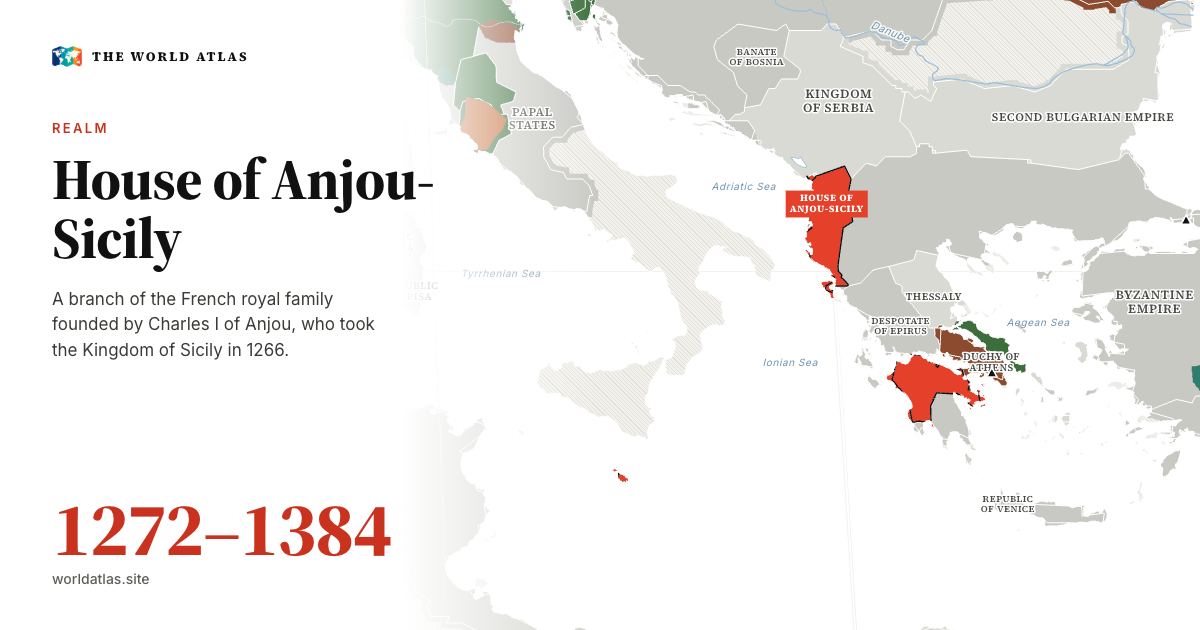 THE WORLD ATLAS
REALM
House of Anjou-
Sicily
A branch of the French royal family
founded by Charles I of Anjou, who took
the Kingdom of Sicily in 1266.
1272–1384
worldatlas.site
Danube
BANATE
OF BOSNIA
KINGDOM
OF SERBIA
SECOND BULGARIAN EMPIRE
PAPAL
STATES
Adriatic Sea
HOUSE OF
ANJOU-SICILY
Tyrrhenian Sea
THESSALY
BYZANTINE
EMPIRE
DESPOTATE
OF EPIRUS
Aegean Sea
Ionian Sea
DUCHY OF
ATHENS
REPUBLIC
OF VENICE